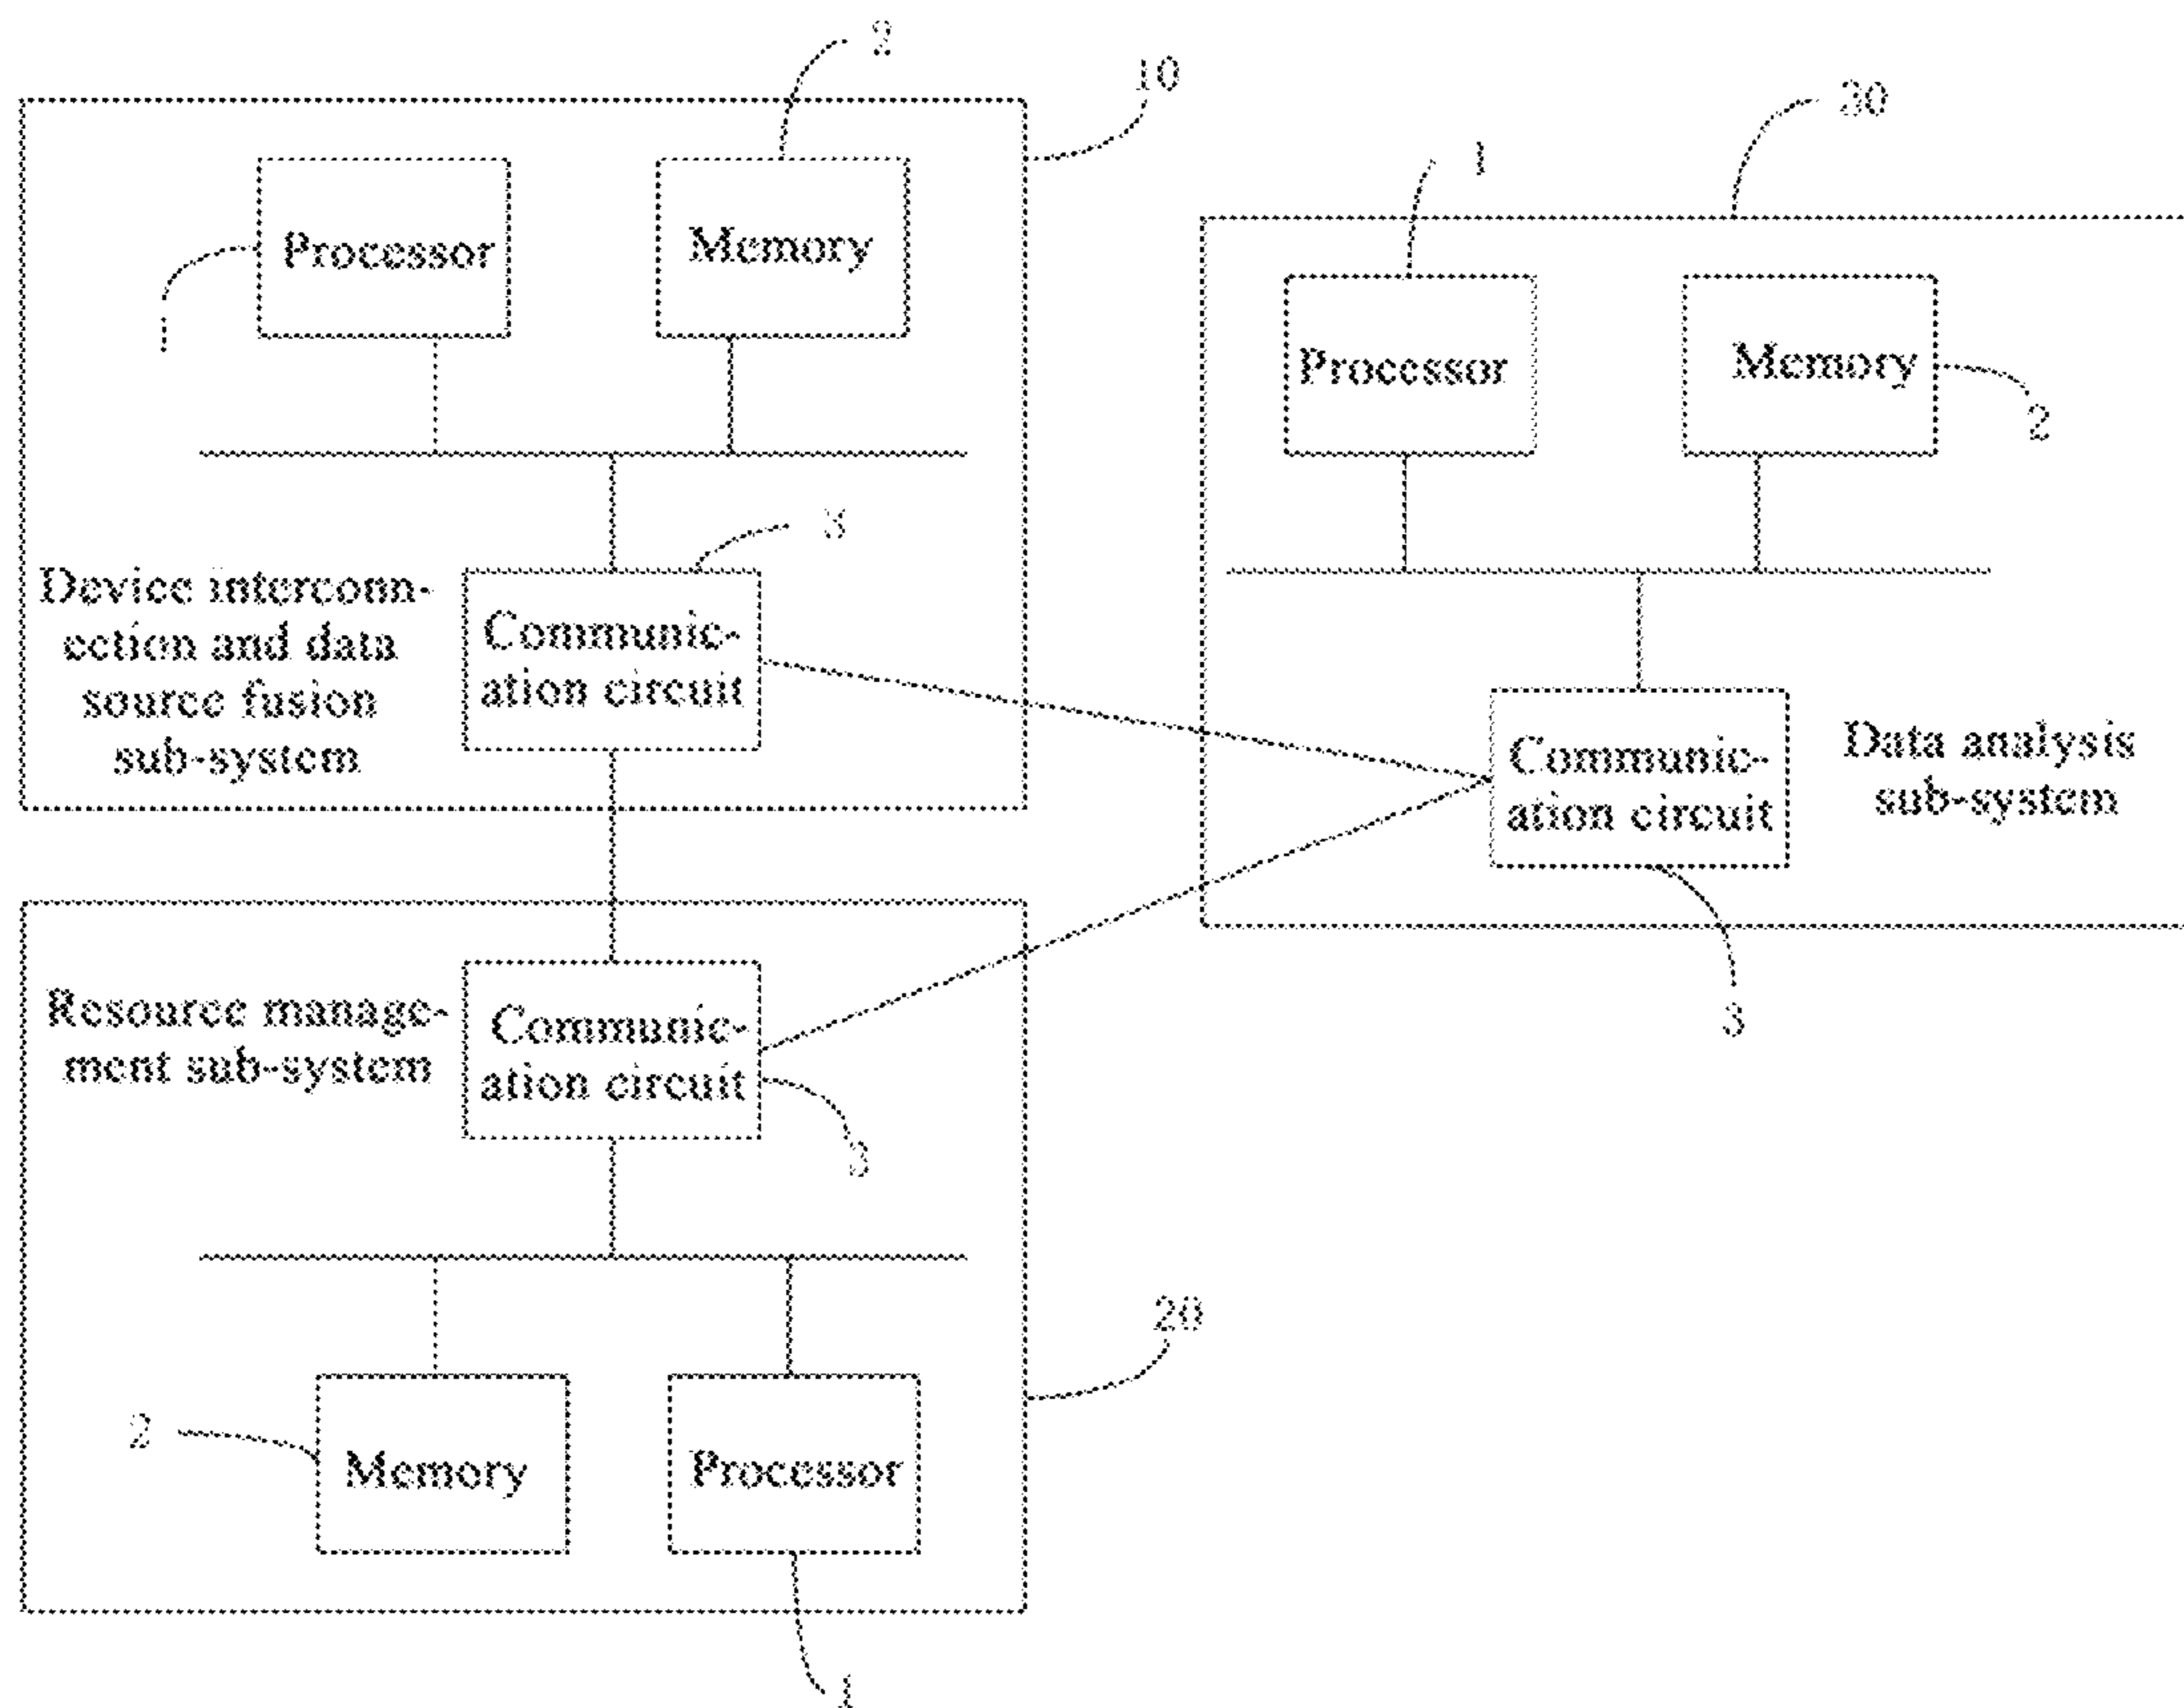 2
10
30
1
Processor
Memory
1
Processor
Memory
2
3
Device interconn-
ection and data
source fusion
sub-system
Communic-
ation circuit
Communic-
ation circuit
Data analysis
sub-system
3
Resource manage-
ment sub-system
Communic-
ation circuit
3
20
2
Memory
Processor
1